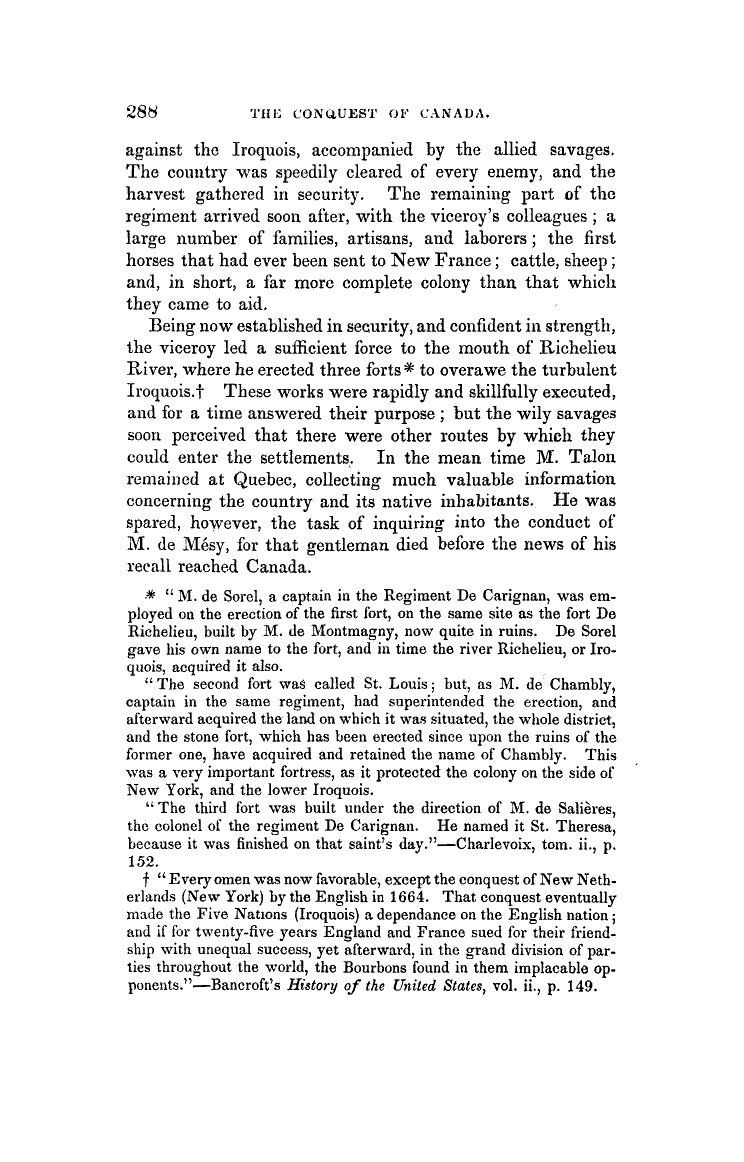 288 THE CONQUEST OF CANADA.
against the Iroquois, accompanied by the allied savages.
The country was speedily cleared of every enemy, and the
harvest gathered in security. The remaining part of the
regiment arrived soon after, with the viceroy's colleagues ; a
large number of families, artisans, and laborers ; the first
horses that had ever been sent to New France ; cattle, sheep ;
and, in short, a far more complete colony than that which
they came to aid.
Being now established in security, and confident in strength,
the viceroy led a sufficient force to the mouth of Richelieu
River, where he erected three forts* to overawe the turbulent
Iroquois.† These works were rapidly and skillfully executed,
and for a time answered their purpose ; but the wily savages
soon perceived that there were other routes by which they
could enter the settlements. In the mean time M. Talon
remained at Quebec, collecting much valuable information
concerning the country and its native inhabitants. He was
spared, however, the task of inquiring into the conduct of
M. de Mésy, for that gentleman died before the news of his
recall reached Canada.
* "M. de Sorel, a captain in the Regiment De Carignan, was em-
ployed on the erection of the first fort, on the same site as the fort De
Richelieu, built by M. de Montmagny, now quite in ruins. De Sorel
gave his own name to the fort, and in time the river Richelieu, or Iro-
quois, acquired it also.
"The second fort was called St. Louis ; but, as M. de Chambly,
captain in the same regiment, had superintended the erection, and
afterward acquired the land on which it was situated, the whole district,
and the stone fort, which has been erected since upon the ruins of the
former one, have acquired and retained the name of Chambly. This
was a very important fortress, as it protected the colony on the side of
New York, and the lower Iroquois.
"The third fort was built under the direction of M. de Salières,
the colonel of the regiment De Carignan. He named it St. Theresa,
because it was finished on that saint's day."—Charlevoix, tom. ii., p.
152.
† "Every omen was now favorable, except the conquest of New Neth-
erlands (New York) by the English in 1664. That conquest eventually
made the Five Nations (Iroquois) a dependance on the English nation ;
and if for twenty-five years England and France sued for their friend-
ship with unequal success, yet afterward, in the grand division of par-
ties throughout the world, the Bourbons found in them implacable op-
ponents."—Bancroft's History of the United States, vol. ii., p. 149.